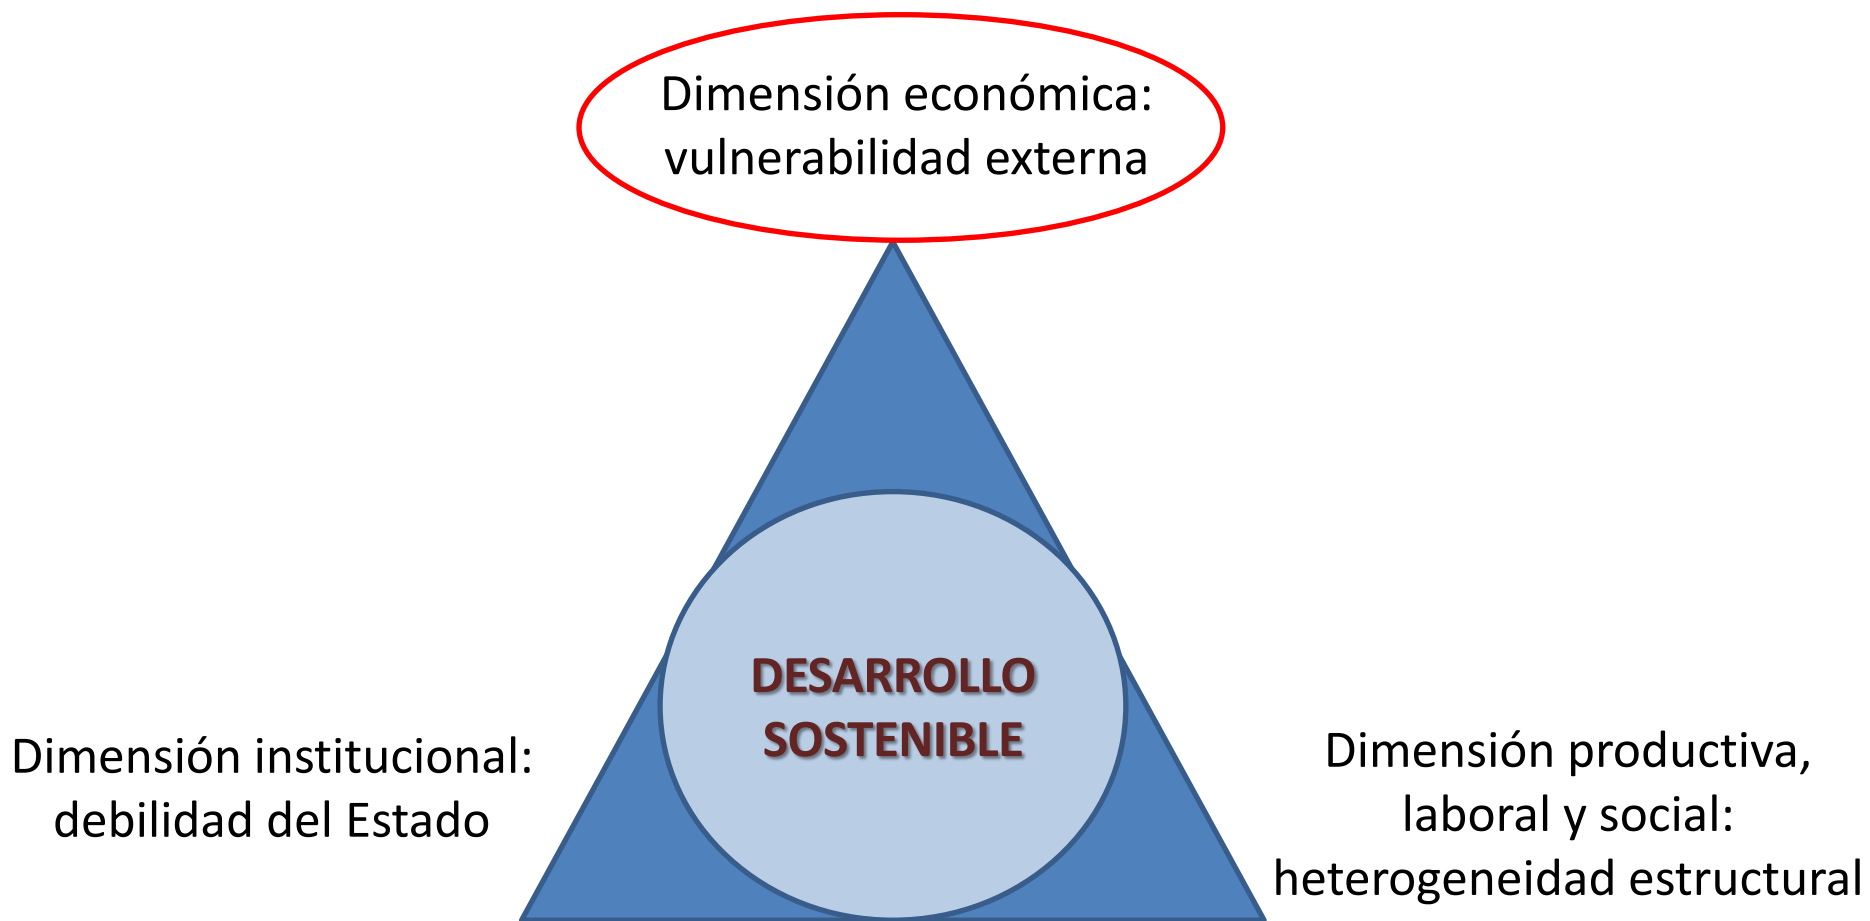 Dimensión económica:
vulnerabilidad externa
DESARROLLO
SOSTENIBLE
Dimensión institucional:
debilidad del Estado
Dimensión productiva,
laboral y social:
heterogeneidad estructural